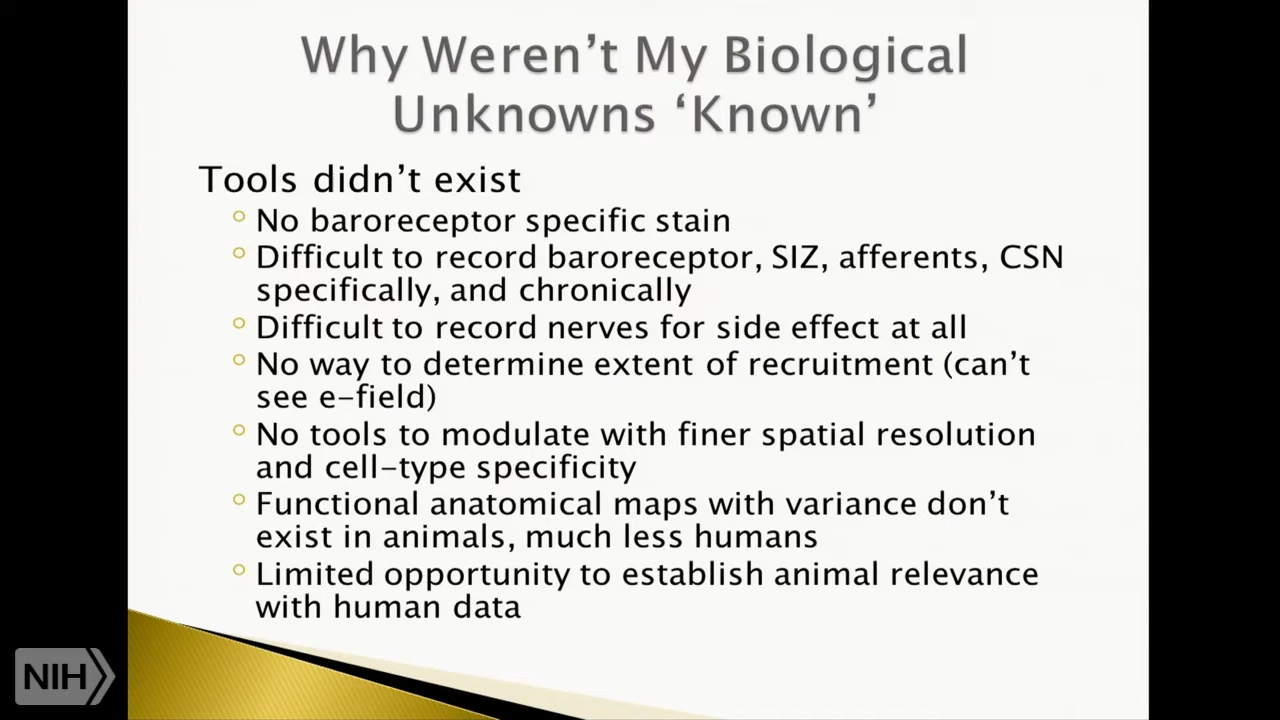 Why Weren’t My Biological
Unknowns ‘Known’
Tools didn’t exist
No baroreceptor specific stain
Difficult to record baroreceptor, SIZ, afferents, CSN
specifically, and chronically
Difficult to record nerves for side effect at all
No way to determine extent of recruitment (can’t
see e-field)
No tools to modulate with finer spatial resolution
and cell-type specificity
Functional anatomical maps with variance don’t
exist in animals, much less humans
Limited opportunity to establish animal relevance
with human data
NIH